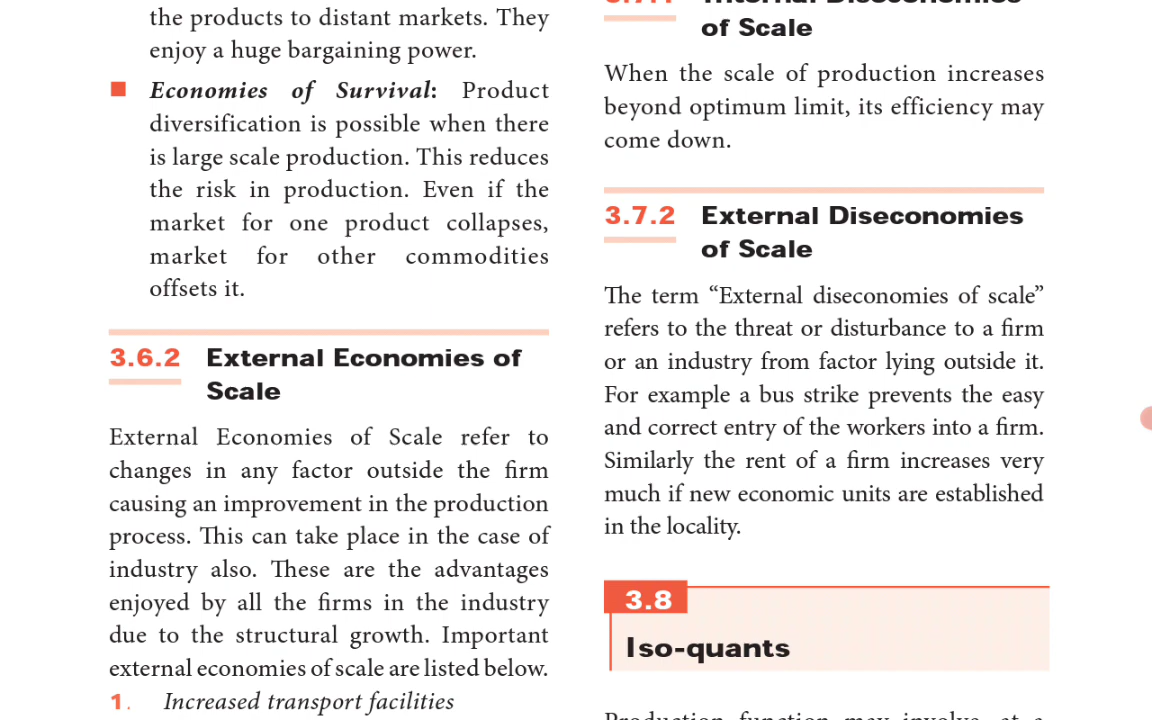 the products to distant markets. They
enjoy a huge bargaining power.
■ Economies of Survival: Product
diversification is possible when there
is large scale production. This reduces
the risk in production. Even if the
market for one product collapses,
market for other commodities
offsets it.
3.6.2 External Economies of
Scale
External Economies of Scale refer to
changes in any factor outside the firm
causing an improvement in the production
process. This can take place in the case of
industry also. These are the advantages
enjoyed by all the firms in the industry
due to the structural growth. Important
external economies of scale are listed below.
1. Increased transport facilities
3.7.1 Internal Diseconomies
of Scale
When the scale of production increases
beyond optimum limit, its efficiency may
come down.
3.7.2 External Diseconomies
of Scale
The term “External diseconomies of scale”
refers to the threat or disturbance to a firm
or an industry from factor lying outside it.
For example a bus strike prevents the easy
and correct entry of the workers into a firm.
Similarly the rent of a firm increases very
much if new economic units are established
in the locality.
3.8
Iso-quants
Production function may involve, at a